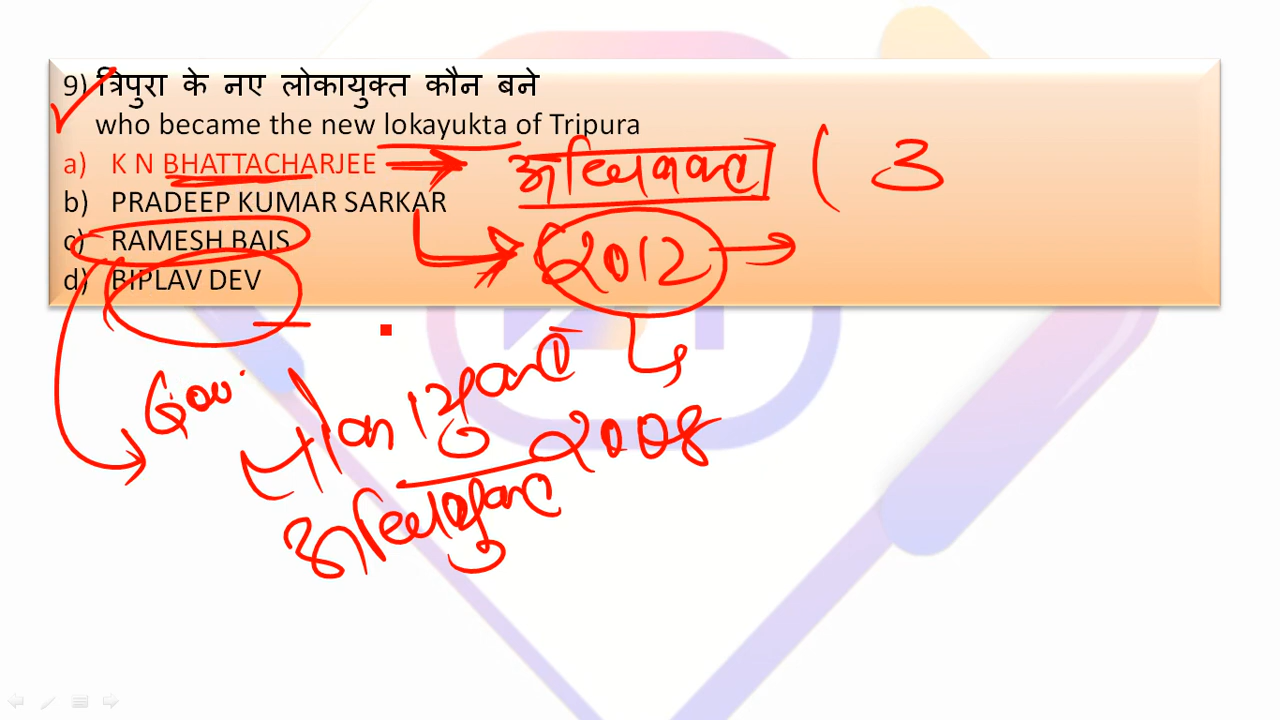 9) त्रिपुरा के नए लोकायुक्त कौन बने
who became the new lokayukta of Tripura
a) K N BHATTACHARJEE
अधिवक्ता ( 3
b) PRADEEP KUMAR SARKAR
c) RAMESH BAIS
2012
d) BIPLAV DEV
Gov.
लोकायुक्त
2008